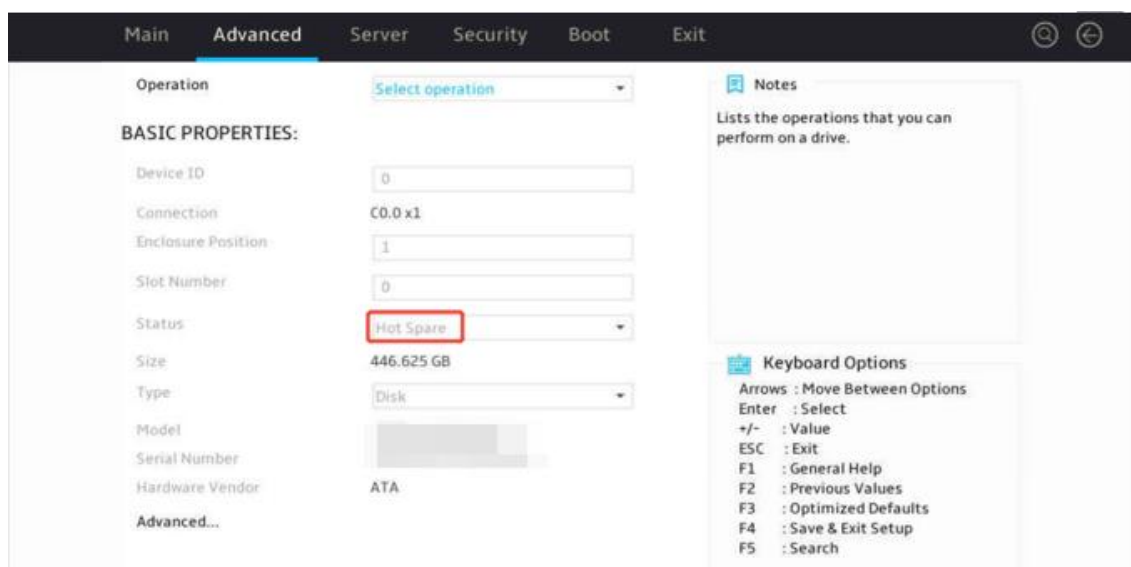 Main Advanced Server Security Boot Exit
Operation Select operation
BASIC PROPERTIES:
Device ID 0
Connection C0.0 x1
Enclosure Position 1
Slot Number 0
Status Hot Spare
Size 446.625 GB
Type Disk
Model
Serial Number
Hardware Vendor ATA
Advanced...
Notes
Lists the operations that you can
perform on a drive.
Keyboard Options
Arrows : Move Between Options
Enter : Select
+/- : Value
ESC : Exit
F1 : General Help
F2 : Previous Values
F3 : Optimized Defaults
F4 : Save & Exit Setup
F5 : Search